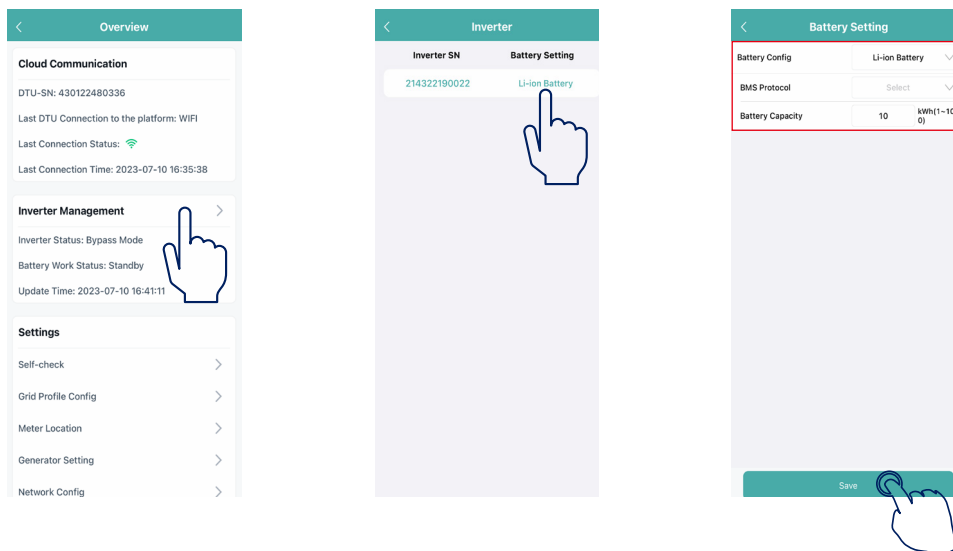 Overview
Cloud Communication
DTU-SN: 430122480336
Last DTU Connection to the platform: WIFI
Last Connection Status:
Last Connection Time: 2023-07-10 16:35:38
Inverter Management
Inverter Status: Bypass Mode
Battery Work Status: Standby
Update Time: 2023-07-10 16:41:11
Settings
Self-check
Grid Profile Config
Meter Location
Generator Setting
Network Config
Inverter
Inverter SN Battery Setting
214322190022 Li-ion Battery
Battery Setting
Battery Config Li-ion Battery
BMS Protocol Select
Battery Capacity 10 kWh(1~10
0)
Save